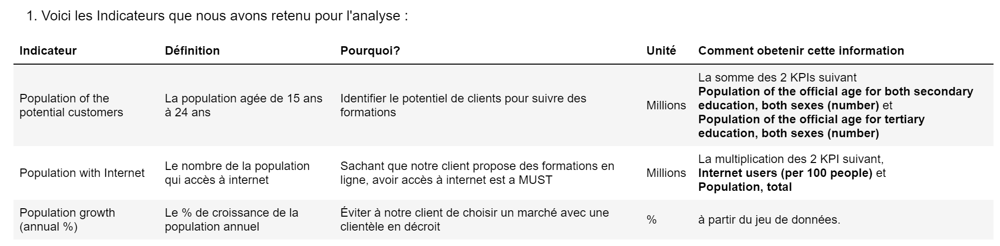 1. Voici les Indicateurs que nous avons retenu pour l'analyse :
Indicateur Définition Pourquoi? Unité Comment obetenir cette information
Population of the
potential customers
La population agée de 15 ans
à 24 ans
Identifier le potentiel de clients pour suivre des
formations
Millions
La somme des 2 KPIs suivant
Population of the official age for both secondary
education, both sexes (number) et
Population of the official age for tertiary
education, both sexes (number)
Population with Internet
Le nombre de la population
qui accès à internet
Sachant que notre client propose des formations en
ligne, avoir accès à internet est a MUST
Millions
La multiplication des 2 KPI suivant,
Internet users (per 100 people) et
Population, total
Population growth
(annual %)
Le % de croissance de la
population annuel
Éviter à notre client de choisir un marché avec une
clientèle en décroit
%
à partir du jeu de données.